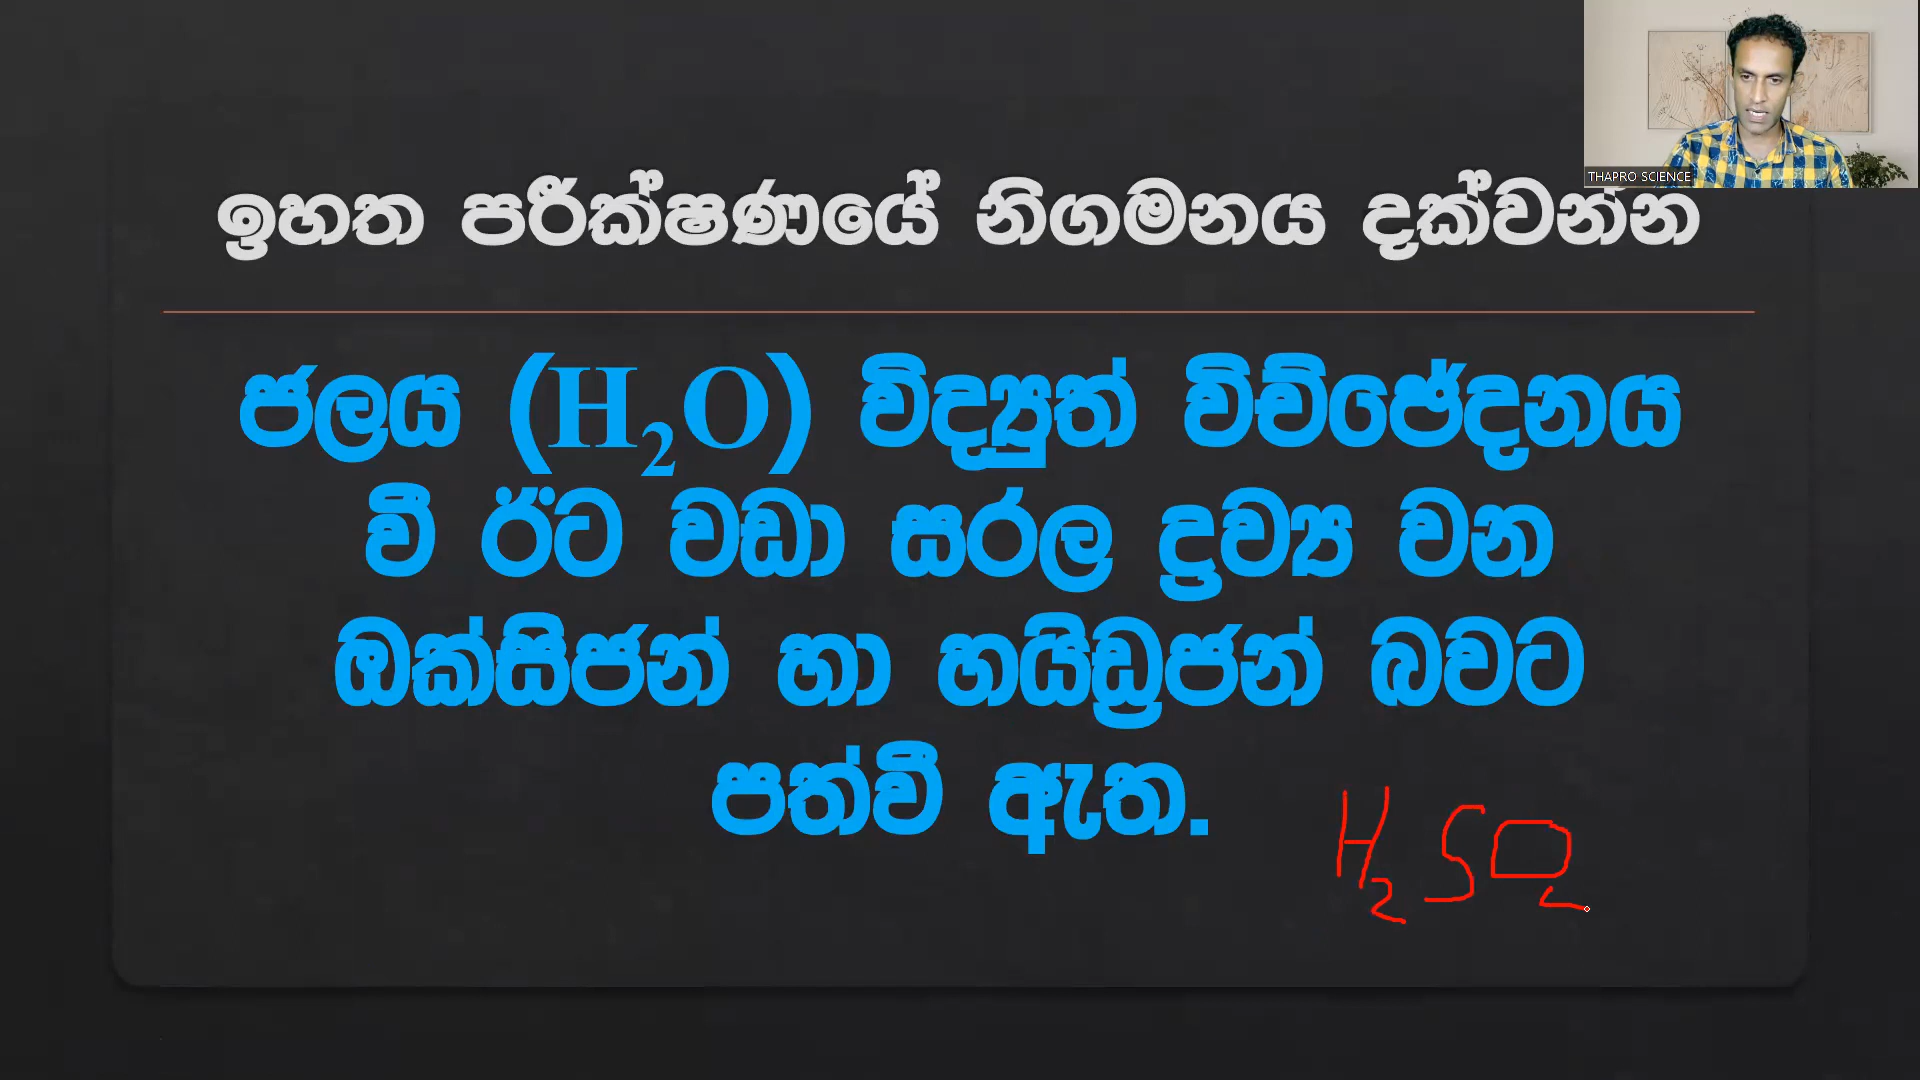 THAPRO SCIENCE
ඉහත පරීක්ෂණයේ නිගමනය දක්වන්න
ජලය (H₂O) විද්‍යුත් විච්ඡේදනය
වී ඊට වඩා සරල ද්‍රව්‍ය වන
ඔක්සිජන් හා හයිඩ්‍රජන් බවට
පත්වී ඇත.
H₂SO